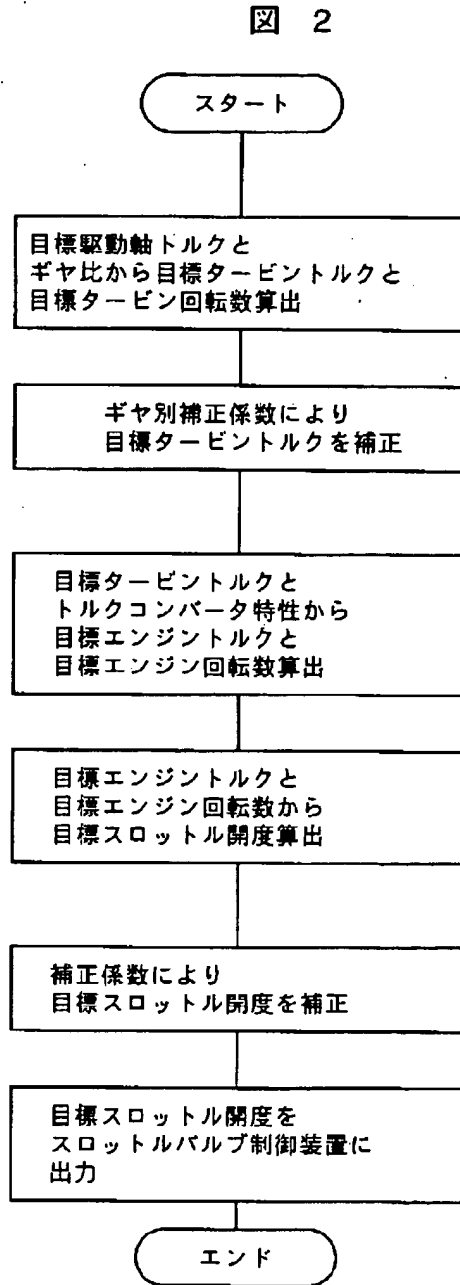 図 2
スタート
目標駆動軸トルクと
ギヤ比から目標タービントルクと
目標タービン回転数算出
ギヤ別補正係数により
目標タービントルクを補正
目標タービントルクと
トルクコンバータ特性から
目標エンジントルクと
目標エンジン回転数算出
目標エンジントルクと
目標エンジン回転数から
目標スロットル開度算出
補正係数により
目標スロットル開度を補正
目標スロットル開度を
スロットルバルブ制御装置に
出力
エンド